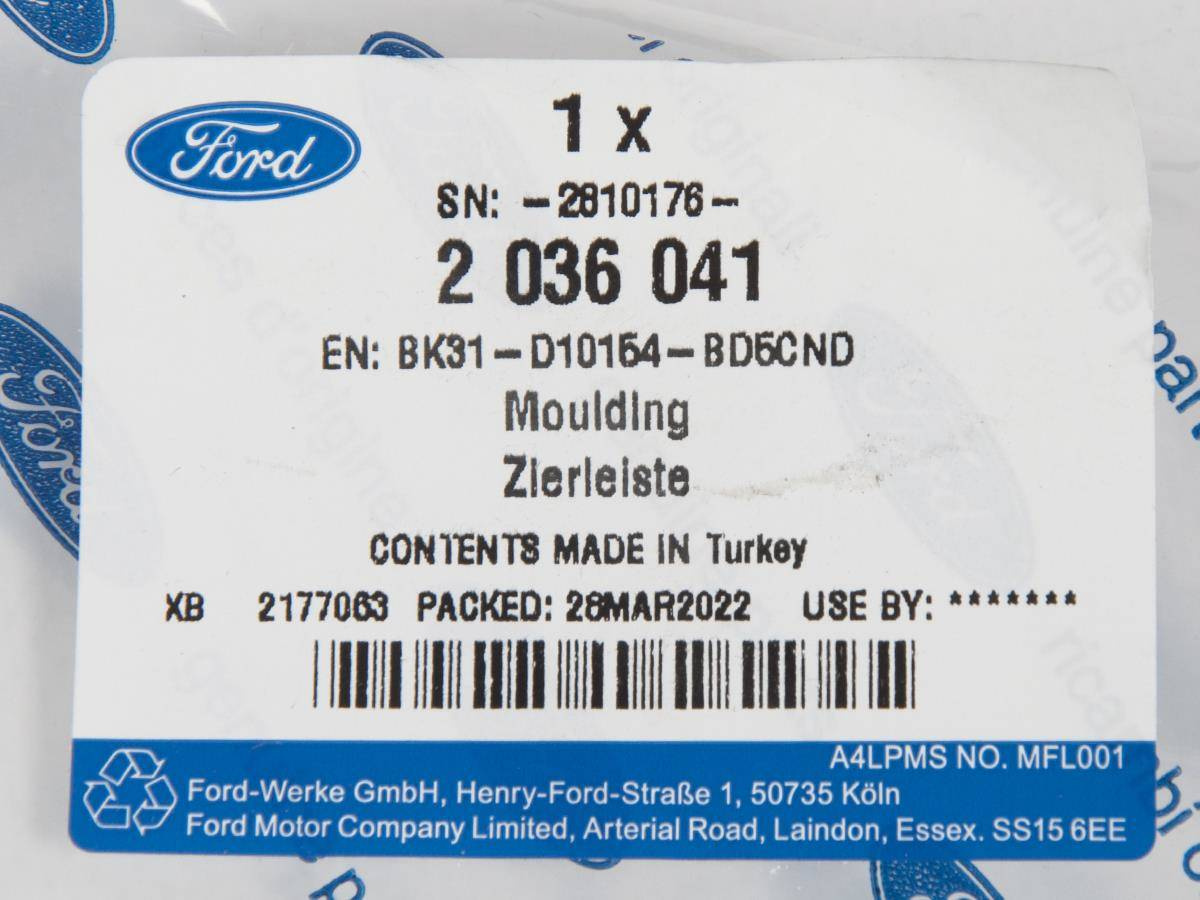 Ford
1 x
SN: -2810176-
2 036 041
EN: BK31-D10154-BD5CND
Moulding
Zierleiste
CONTENTS MADE IN Turkey
XB 2177063 PACKED: 28MAR2022 USE BY: *******
A4LPMS NO. MFL001
Ford-Werke GmbH, Henry-Ford-Straße 1, 50735 Köln
Ford Motor Company Limited, Arterial Road, Laindon, Essex. SS15 6EE
Ford